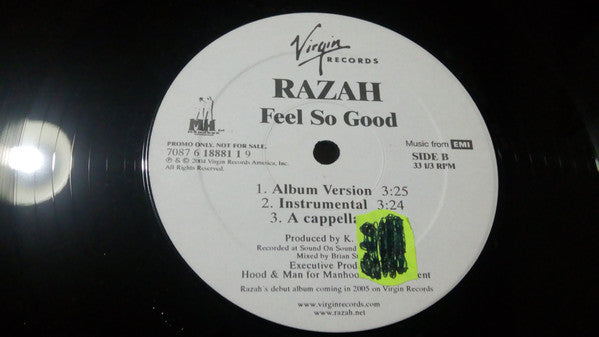 Virgin
RECORDS
RAZAH
Feel So Good
MH
PROMO ONLY. NOT FOR SALE.
7087 6 18881 1 9
℗ & © 2004 Virgin Records America, Inc.
All Rights Reserved.
Music from EMI
SIDE B
33 1/3 RPM
1. Album Version 3:25
2. Instrumental 3:24
3. A cappella
Produced by K.
Recorded at Sound On Sound
Mixed by Brian
Executive
Hood & Man for
Razah's debut album coming in 2005 on Virgin Records
www.virginrecords.com
www.razah.net